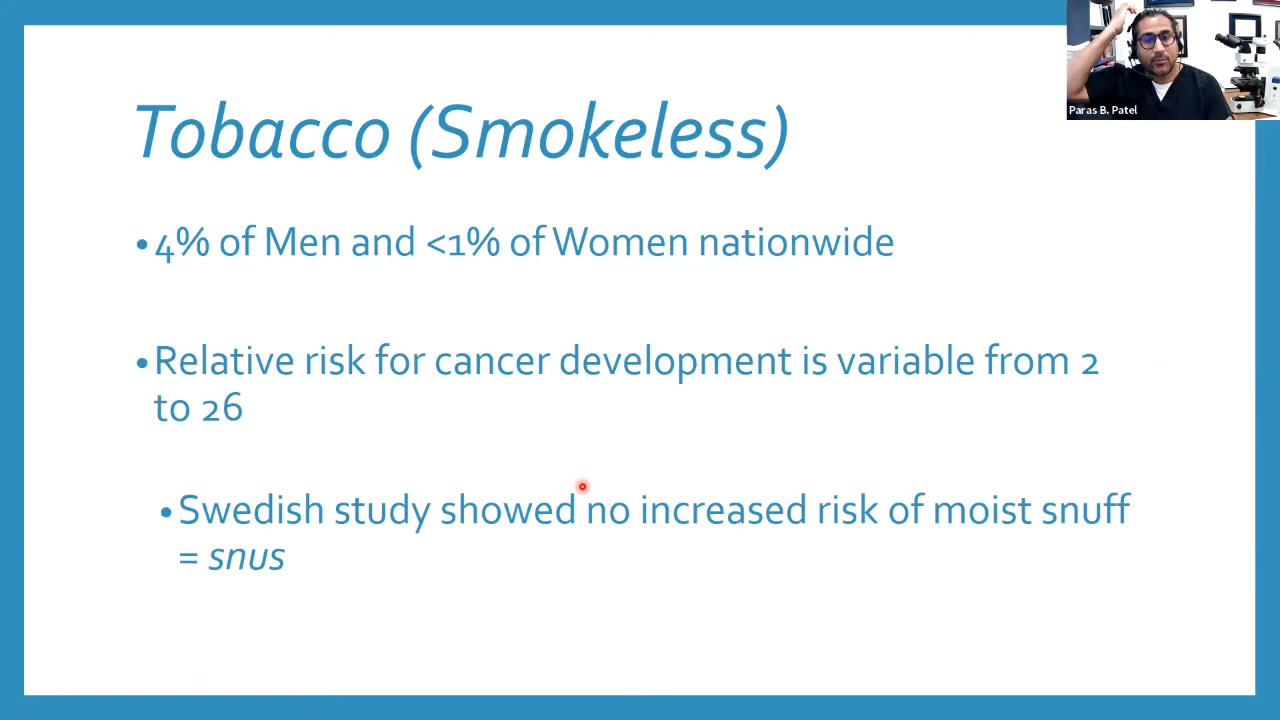 Paras B. Patel
Tobacco (Smokeless)
•4% of Men and <1% of Women nationwide
•Relative risk for cancer development is variable from 2
to 26
•Swedish study showed no increased risk of moist snuff
= snus